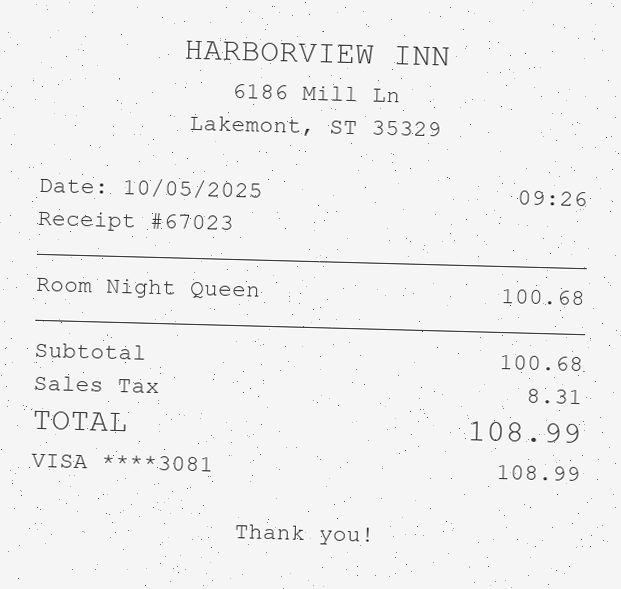 HARBORVIEW INN
6186 Mill Ln
Lakemont, ST 35329
Date: 10/05/2025 09:26
Receipt #67023
Room Night Queen 100.68
Subtotal 100.68
Sales Tax 8.31
TOTAL 108.99
VISA ****3081 108.99
Thank you!